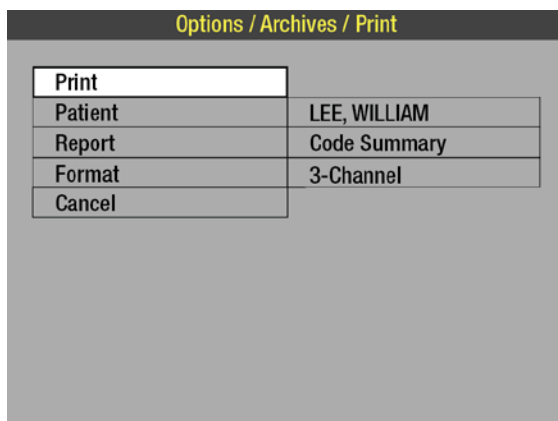 Options / Archives / Print
Print
Patient LEE, WILLIAM
Report Code Summary
Format 3-Channel
Cancel